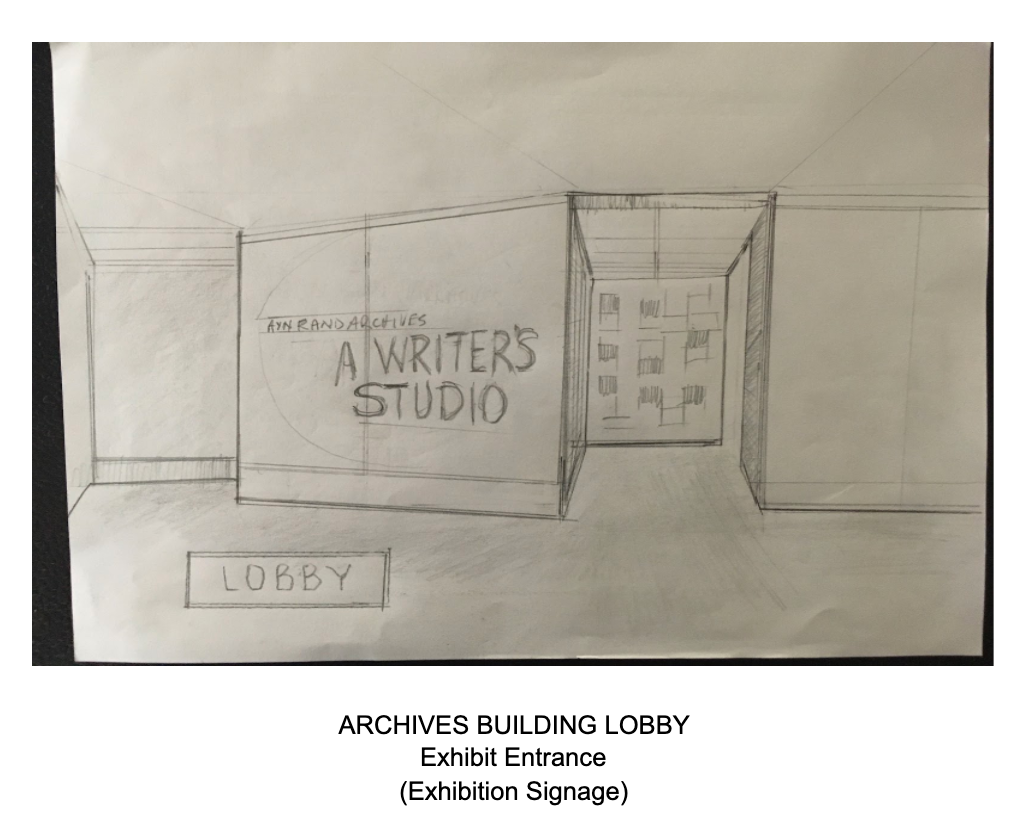 AYN RAND ARCHIVES
A WRITER'S
STUDIO
LOBBY
ARCHIVES BUILDING LOBBY
Exhibit Entrance
(Exhibition Signage)